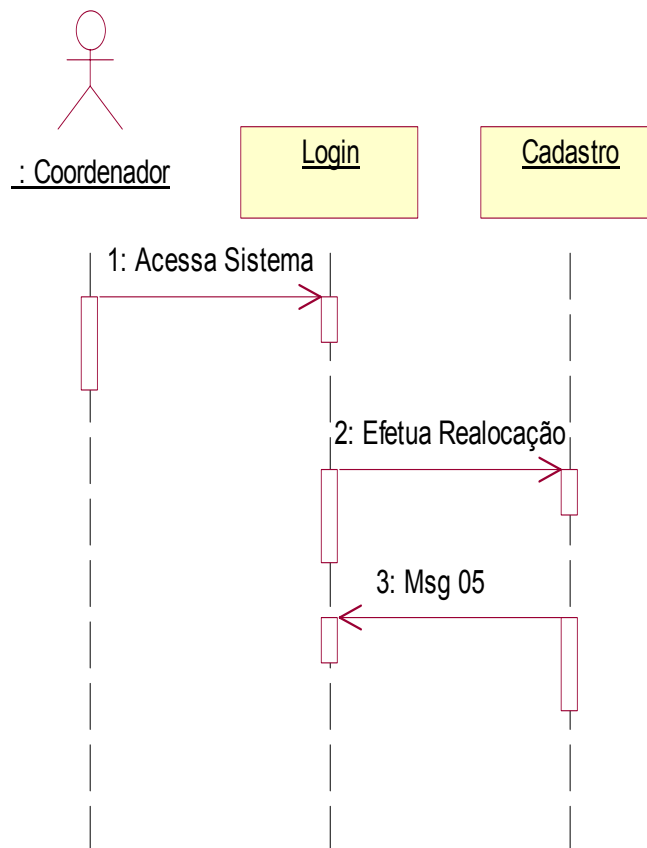 : Coordenador
Login
Cadastro
1: Acessa Sistema
2: Efetua Realocação
3: Msg 05